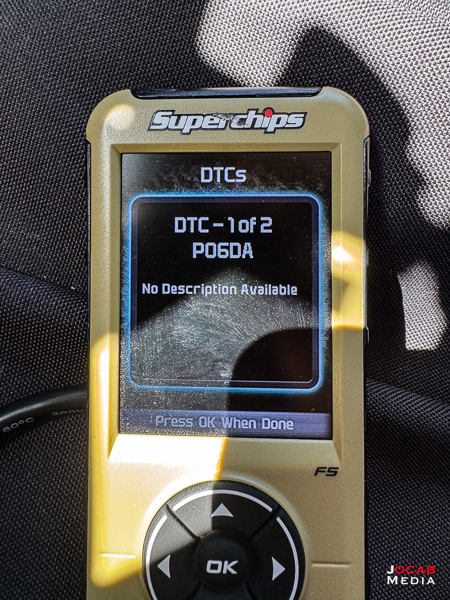 Superchips
DTCs
DTC - 1 of 2
P06DA
No Description Available
Press OK When Done
F5
OK
JOCAB
MEDIA